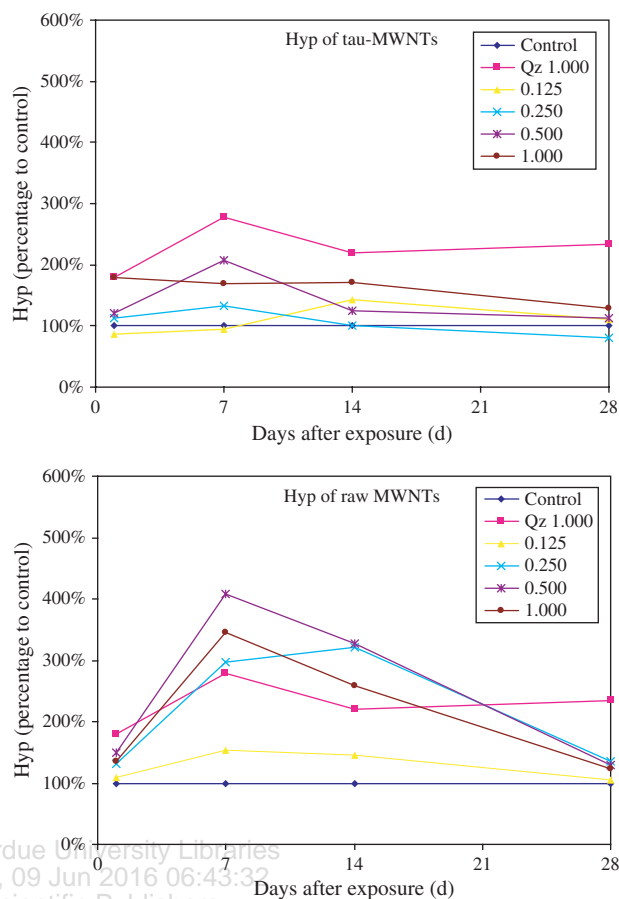 600%
500%
400%
300%
200%
100%
0%
Hyp (percentage to control)
Hyp of tau-MWNTs
Control
Qz 1.000
0.125
0.250
0.500
1.000
0 7 14 21 28
Days after exposure (d)
600%
500%
400%
300%
200%
100%
0%
Hyp (percentage to control)
Hyp of raw MWNTs
Control
Qz 1.000
0.125
0.250
0.500
1.000
0 7 14 21 28
Days after exposure (d)
rdue University Libraries
, 09 Jun 2016 06:43:32